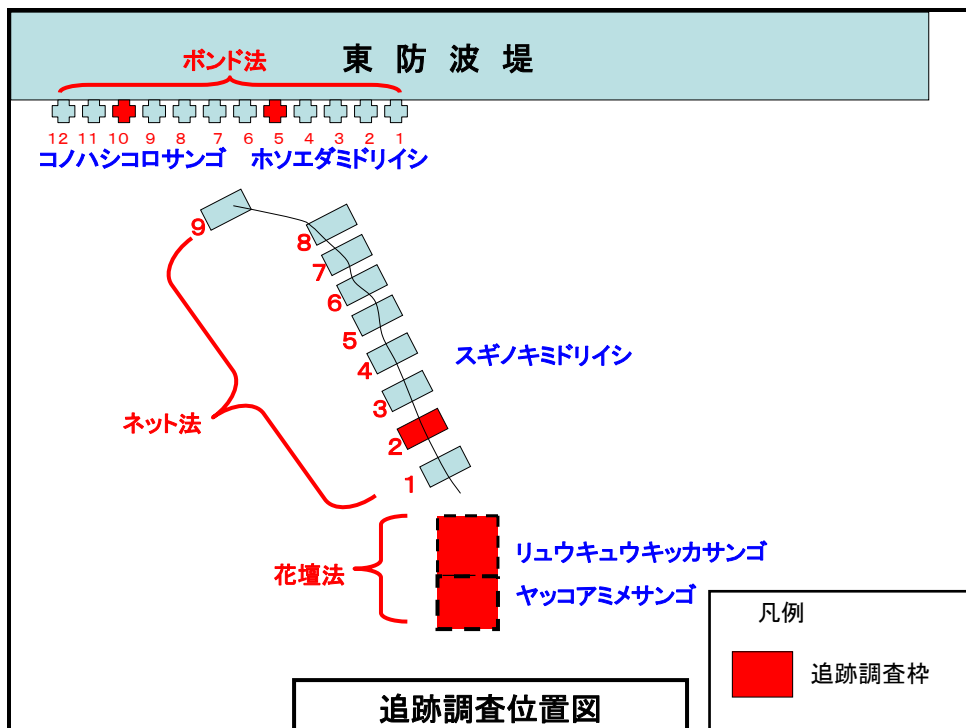 東防波堤
ボンド法
12 11 10 9 8 7 6 5 4 3 2 1
コノハシコロサンゴ ホソエダミドリイシ
9
8
7
6
5
スギノキミドリイシ
4
3
ネット法
2
1
リュウキュウキッカサンゴ
花壇法
ヤッコアミメサンゴ
凡例
追跡調査枠
追跡調査位置図